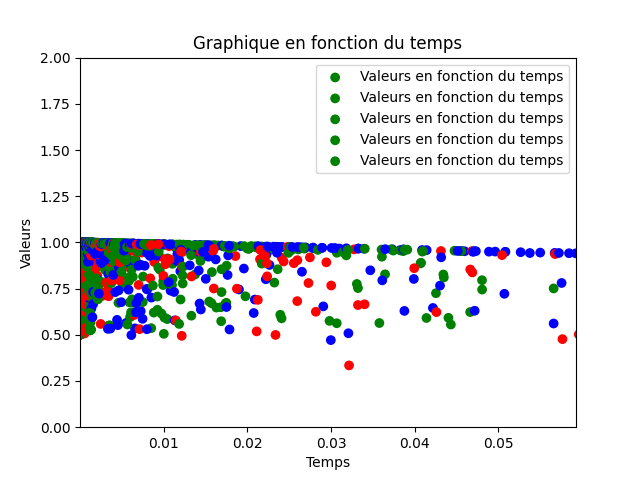 Graphique en fonction du temps
2.00
1.75
1.50
1.25
1.00
0.75
0.50
0.25
0.00
Valeurs
Valeurs en fonction du temps
Valeurs en fonction du temps
Valeurs en fonction du temps
Valeurs en fonction du temps
Valeurs en fonction du temps
0.01 0.02 0.03 0.04 0.05
Temps